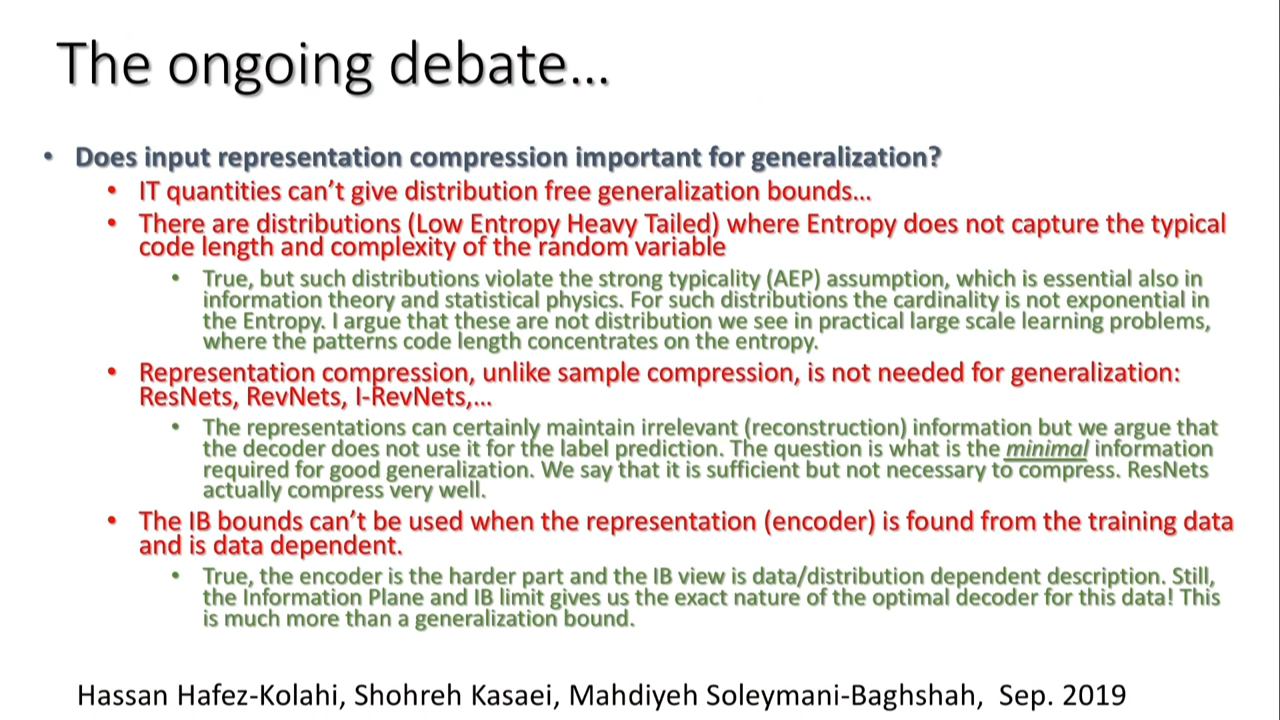 The ongoing debate...
• Does input representation compression important for generalization?
• IT quantities can't give distribution free generalization bounds...
• There are distributions (Low Entropy Heavy Tailed) where Entropy does not capture the typical
code length and complexity of the random variable
• True, but such distributions violate the strong typicality (AEP) assumption, which is essential also in
information theory and statistical physics. For such distributions the cardinality is not exponential in
the Entropy. I argue that these are not distribution we see in practical large scale learning problems,
where the patterns code length concentrates on the entropy.
• Representation compression, unlike sample compression, is not needed for generalization:
ResNets, RevNets, I-RevNets,...
• The representations can certainly maintain irrelevant (reconstruction) information but we argue that
the decoder does not use it for the label prediction. The question is what is the minimal information
required for good generalization. We say that it is sufficient but not necessary to compress. ResNets
actually compress very well.
• The IB bounds can't be used when the representation (encoder) is found from the training data
and is data dependent.
• True, the encoder is the harder part and the IB view is data/distribution dependent description. Still,
the Information Plane and IB limit gives us the exact nature of the optimal decoder for this data! This
is much more than a generalization bound.
Hassan Hafez-Kolahi, Shohreh Kasaei, Mahdiyeh Soleymani-Baghshah, Sep. 2019